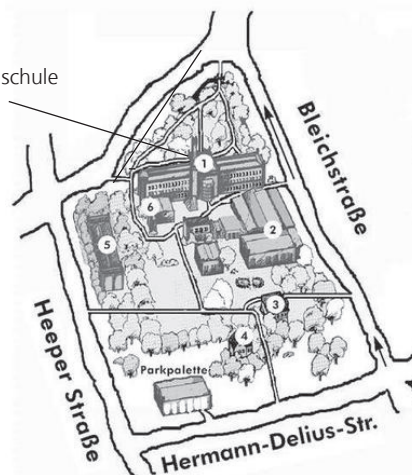 schule
1
Bleichstraße
6
2
5
3
Heeper Straße
4
Parkpalette
Hermann-Delius-Str.